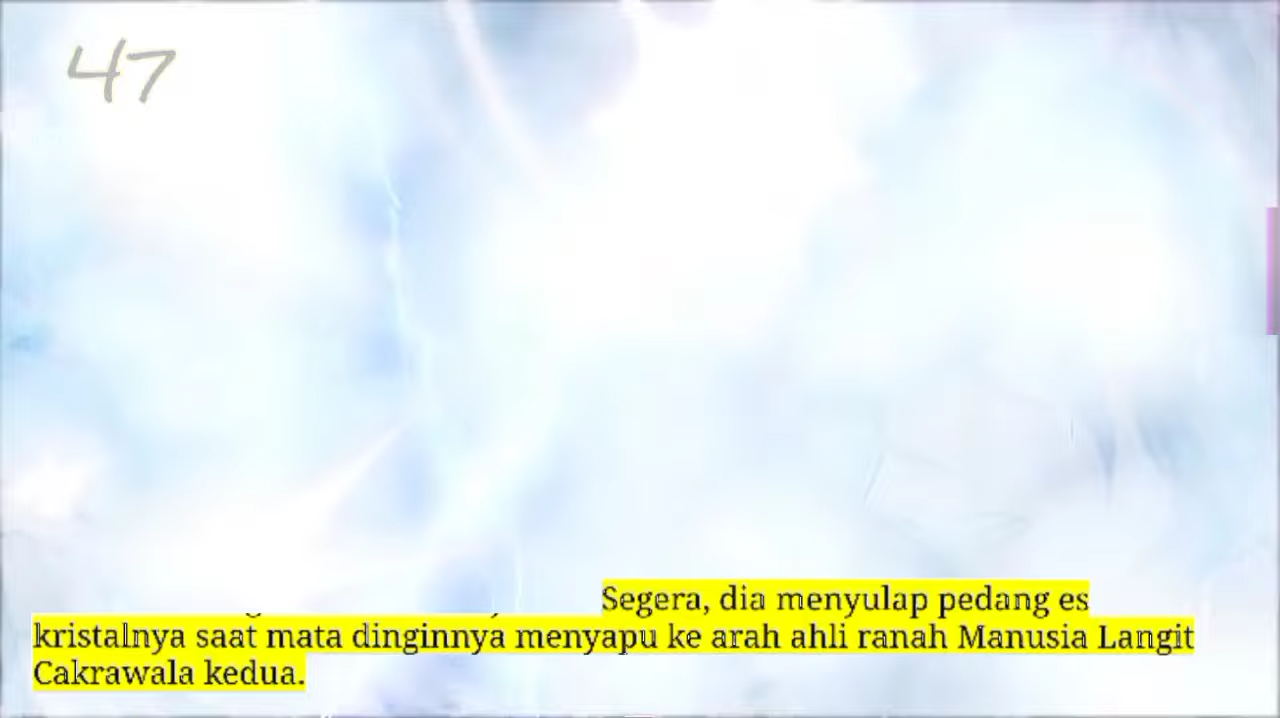 47
Segera, dia menyulap pedang es
kristalnya saat mata dinginnya menyapu ke arah ahli ranah Manusia Langit
Cakrawala kedua.